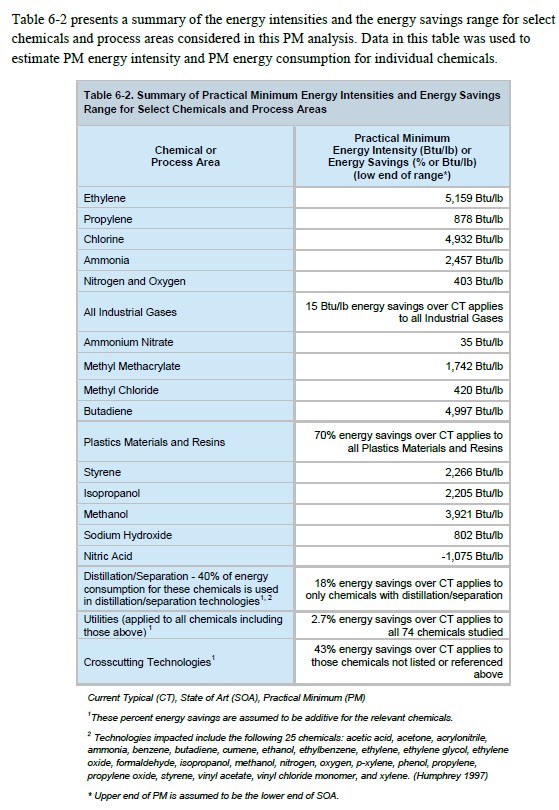 Table 6-2 presents a summary of the energy intensities and the energy savings range for select
chemicals and process areas considered in this PM analysis. Data in this table was used to
estimate PM energy intensity and PM energy consumption for individual chemicals.
Table 6-2. Summary of Practical Minimum Energy Intensities and Energy Savings
Range for Select Chemicals and Process Areas
Chemical or
Process Area
Practical Minimum
Energy Intensity (Btu/lb) or
Energy Savings (% or Btu/lb)
(low end of range*)
Ethylene 5,159 Btu/lb
Propylene 878 Btu/lb
Chlorine 4,932 Btu/lb
Ammonia 2,457 Btu/lb
Nitrogen and Oxygen 403 Btu/lb
All Industrial Gases
15 Btu/lb energy savings over CT applies
to all Industrial Gases
Ammonium Nitrate 35 Btu/lb
Methyl Methacrylate 1,742 Btu/lb
Methyl Chloride 420 Btu/lb
Butadiene 4,997 Btu/lb
Plastics Materials and Resins
70% energy savings over CT applies to
all Plastics Materials and Resins
Styrene 2,266 Btu/lb
Isopropanol 2,205 Btu/lb
Methanol 3,921 Btu/lb
Sodium Hydroxide 802 Btu/lb
Nitric Acid -1,075 Btu/lb
Distillation/Separation - 40% of energy
consumption for these chemicals is used
in distillation/separation technologies1, 2
18% energy savings over CT applies to
only chemicals with distillation/separation
Utilities (applied to all chemicals including
those above) 1
2.7% energy savings over CT applies to
all 74 chemicals studied
Crosscutting Technologies1
43% energy savings over CT applies to
those chemicals not listed or referenced
above
Current Typical (CT), State of Art (SOA), Practical Minimum (PM)
1These percent energy savings are assumed to be additive for the relevant chemicals.
2 Technologies impacted include the following 25 chemicals: acetic acid, acetone, acrylonitrile,
ammonia, benzene, butadiene, cumene, ethanol, ethylbenzene, ethylene, ethylene glycol, ethylene
oxide, formaldehyde, isopropanol, methanol, nitrogen, oxygen, p-xylene, phenol, propylene,
propylene oxide, styrene, vinyl acetate, vinyl chloride monomer, and xylene. (Humphrey 1997)
* Upper end of PM is assumed to be the lower end of SOA.